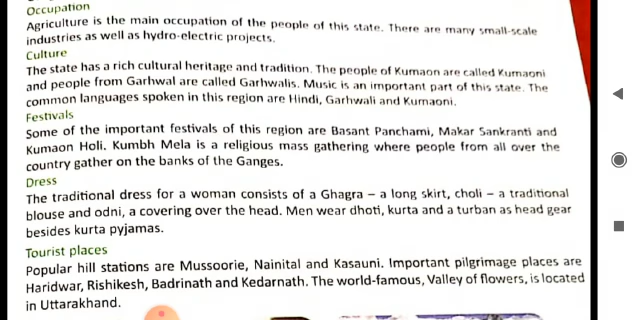 Occupation
Agriculture is the main occupation of the people of this state. There are many small-scale
industries as well as hydro-electric projects.
Culture
The state has a rich cultural heritage and tradition. The people of Kumaon are called Kumaoni
and people from Garhwal are called Garhwalis. Music is an important part of this state. The
common languages spoken in this region are Hindi, Garhwali and Kumaoni.
Festivals
Some of the important festivals of this region are Basant Panchami, Makar Sankranti and
Kumaon Holi. Kumbh Mela is a religious mass gathering where people from all over the
country gather on the banks of the Ganges.
Dress
The traditional dress for a woman consists of a Ghagra – a long skirt, choli – a traditional
blouse and odni, a covering over the head. Men wear dhoti, kurta and a turban as head gear
besides kurta pyjamas.
Tourist places
Popular hill stations are Mussoorie, Nainital and Kasauni. Important pilgrimage places are
Haridwar, Rishikesh, Badrinath and Kedarnath. The world-famous, Valley of flowers, is located
in Uttarakhand.